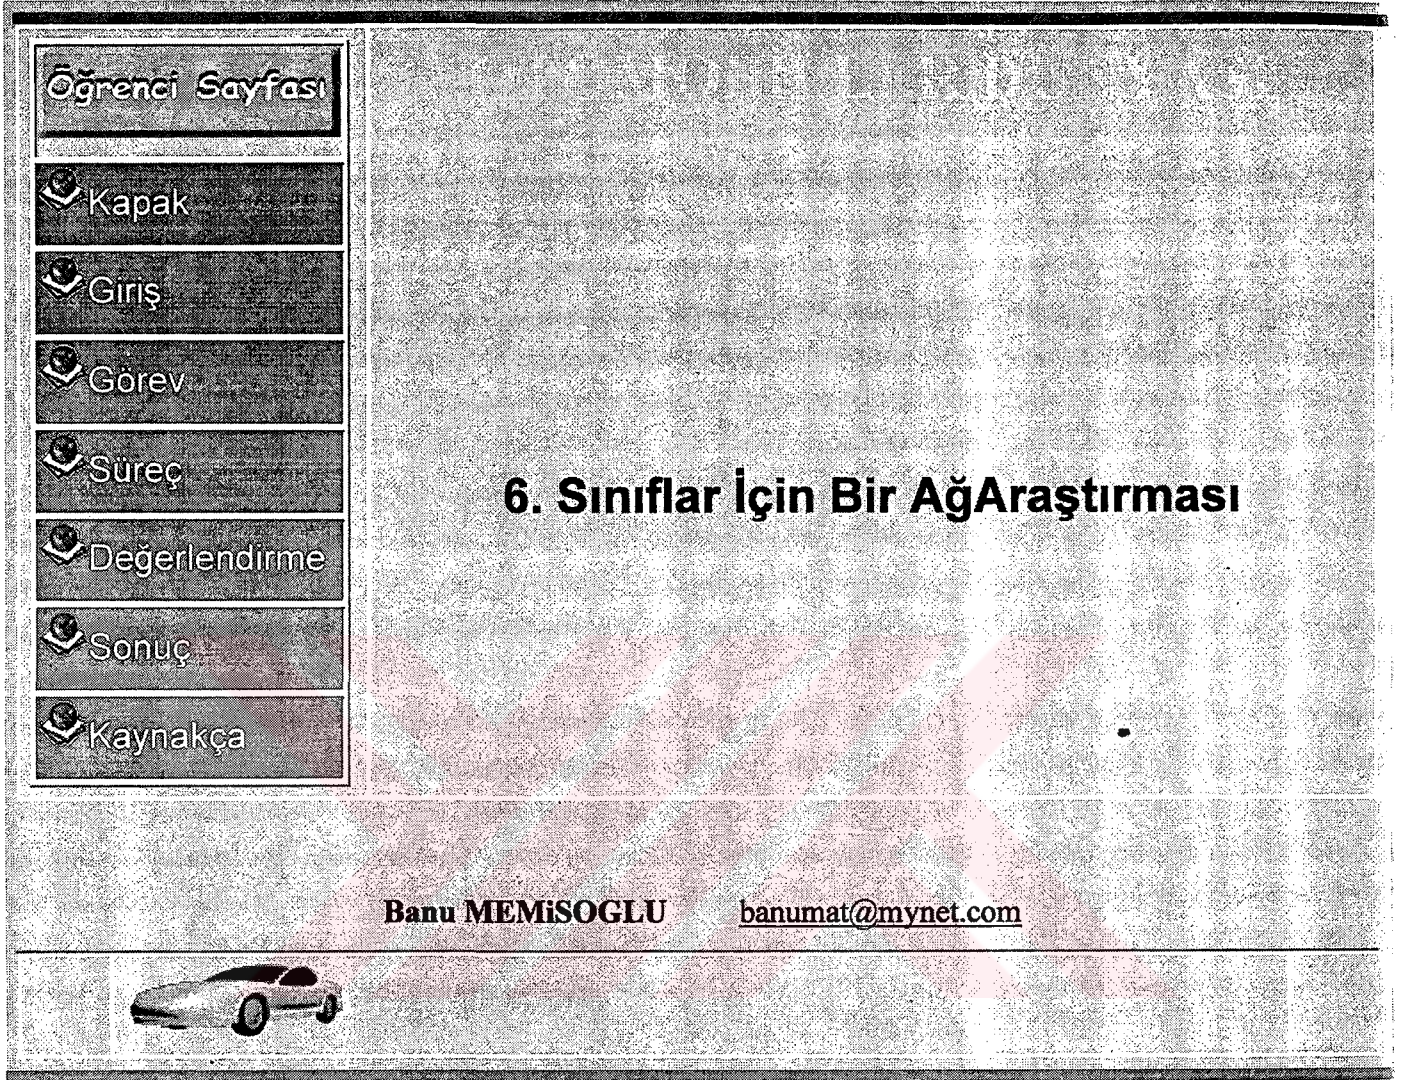 Öğrenci Sayfası
Kapak
Giriş
Görev
Süreç
Değerlendirme
Sonuç
Kaynakça
6. Sınıflar İçin Bir AğAraştırması
Banu MEMiSOGLU banumat@mynet.com